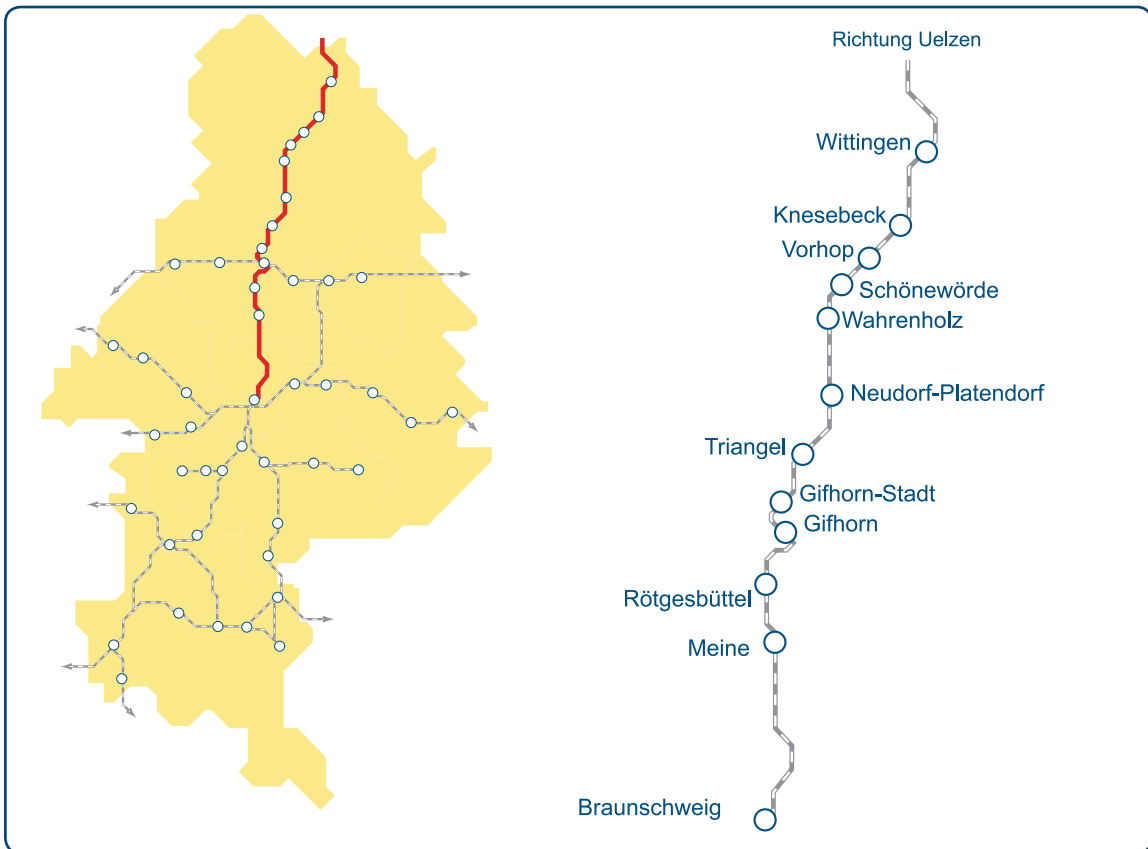 Richtung Uelzen
Wittingen
Knesebeck
Vorhop
Schönewörde
Wahrenholz
Neudorf-Platendorf
Triangel
Gifhorn-Stadt
Gifhorn
Rötgesbüttel
Meine
Braunschweig